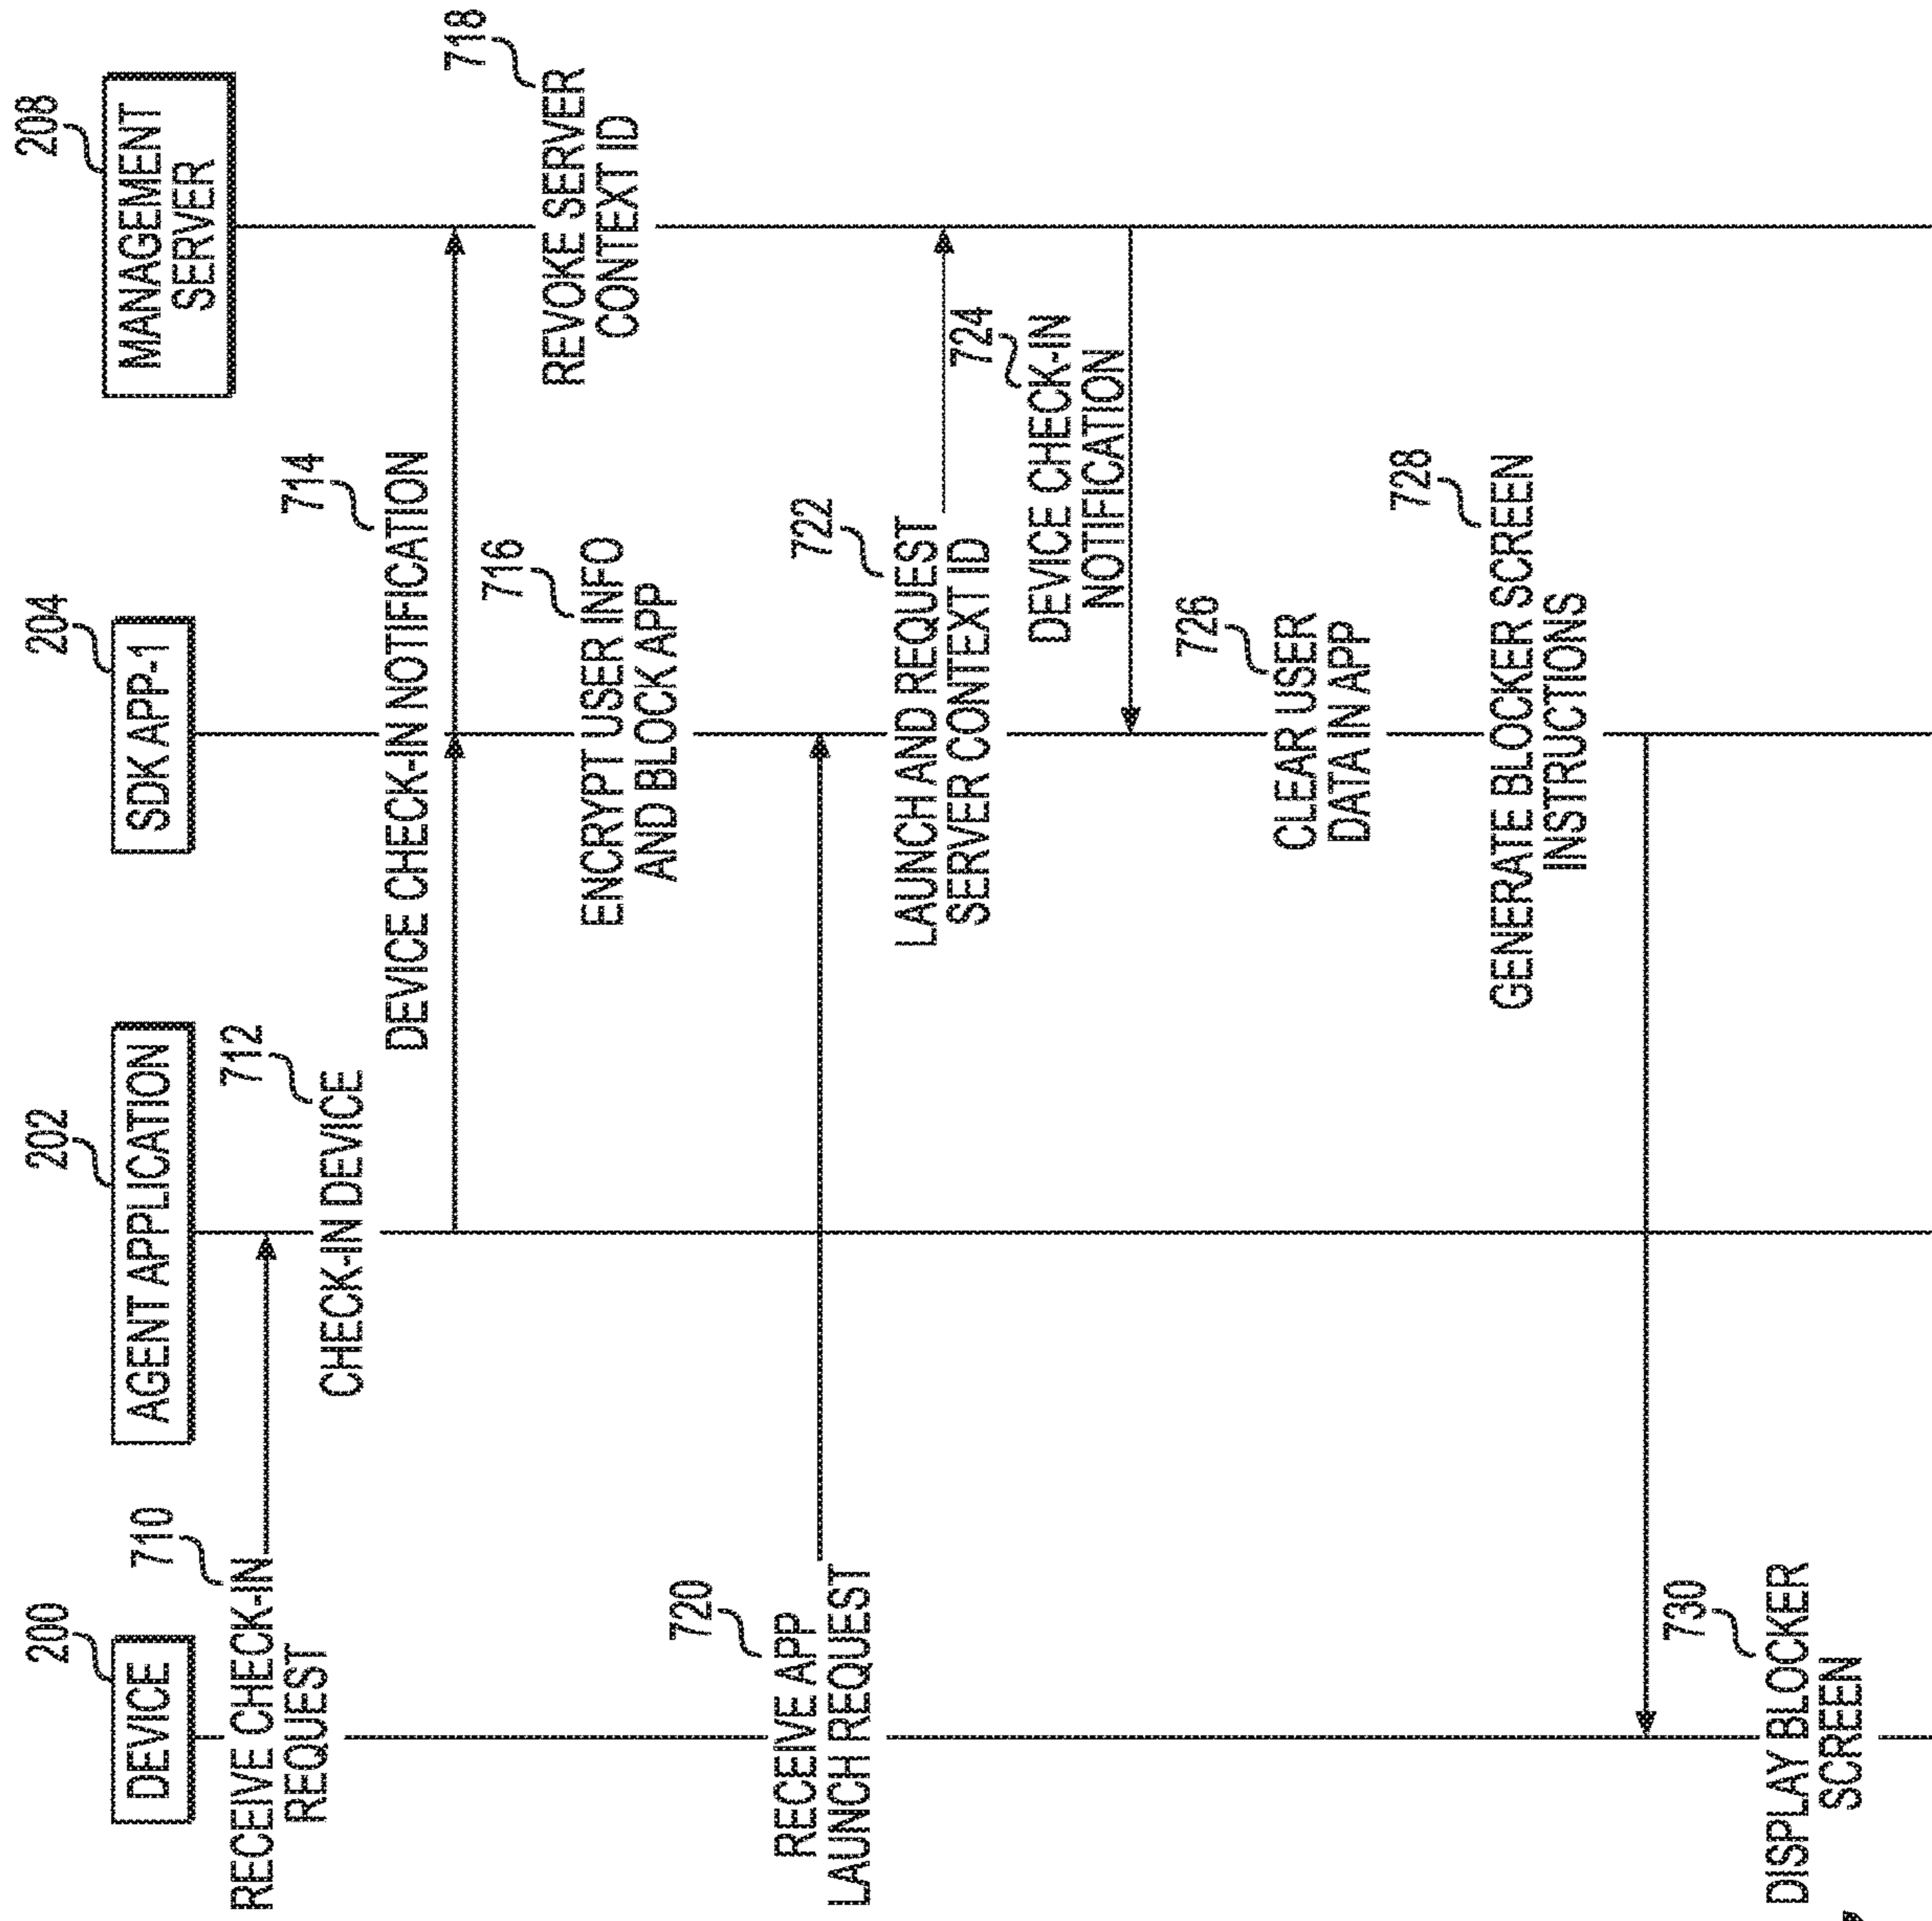 200
DEVICE
202
AGENT APPLICATION
204
SDK APP-1
208
MANAGEMENT
SERVER
710
RECEIVE CHECK-IN
REQUEST
712
CHECK-IN DEVICE
714
DEVICE CHECK-IN NOTIFICATION
716
ENCRYPT USER INFO
AND BLOCK APP
718
REVOKE SERVER
CONTEXT ID
720
RECEIVE APP
LAUNCH REQUEST
722
LAUNCH AND REQUEST
SERVER CONTEXT ID
724
DEVICE CHECK-IN
NOTIFICATION
726
CLEAR USER
DATA IN APP
728
GENERATE BLOCKER SCREEN
INSTRUCTIONS
730
DISPLAY BLOCKER
SCREEN